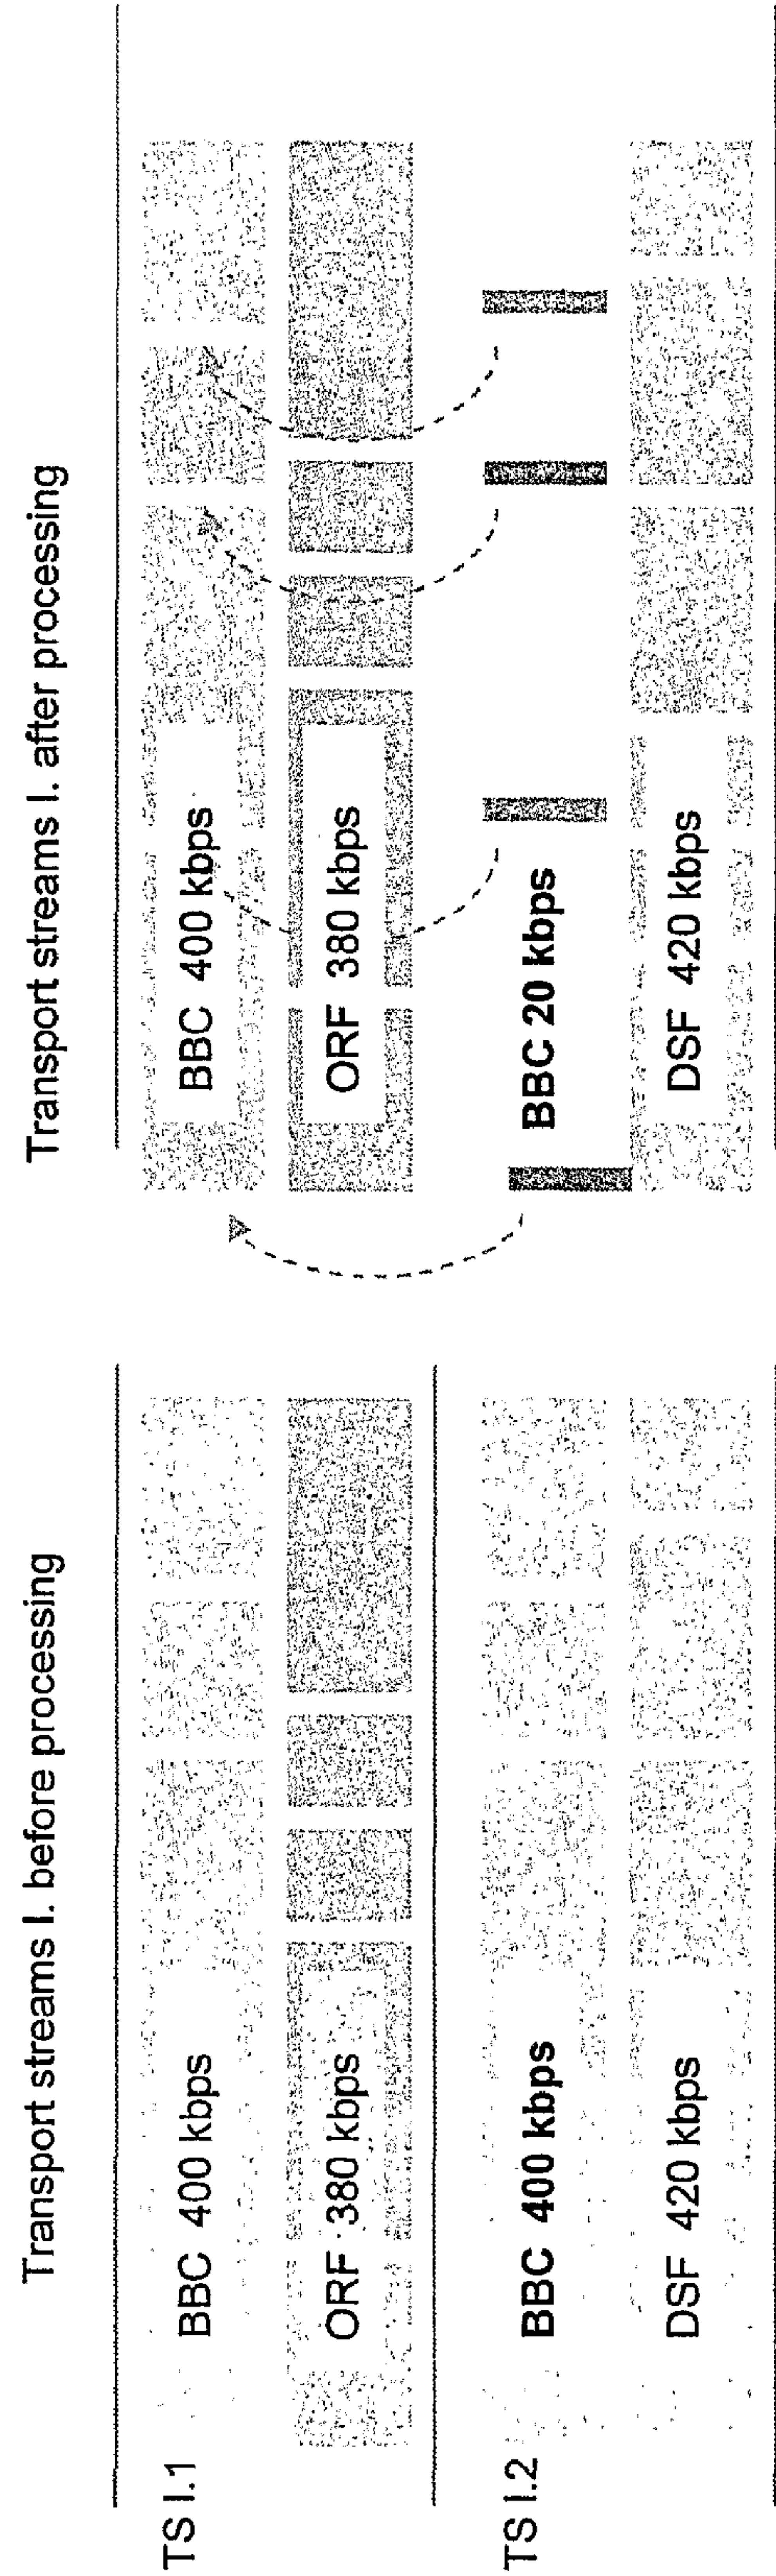 Transport streams I. before processing
TS I.1
BBC 400 kbps
ORF 380 kbps
TS I.2
BBC 400 kbps
DSF 420 kbps
Transport streams I. after processing
BBC 400 kbps
ORF 380 kbps
BBC 20 kbps
DSF 420 kbps